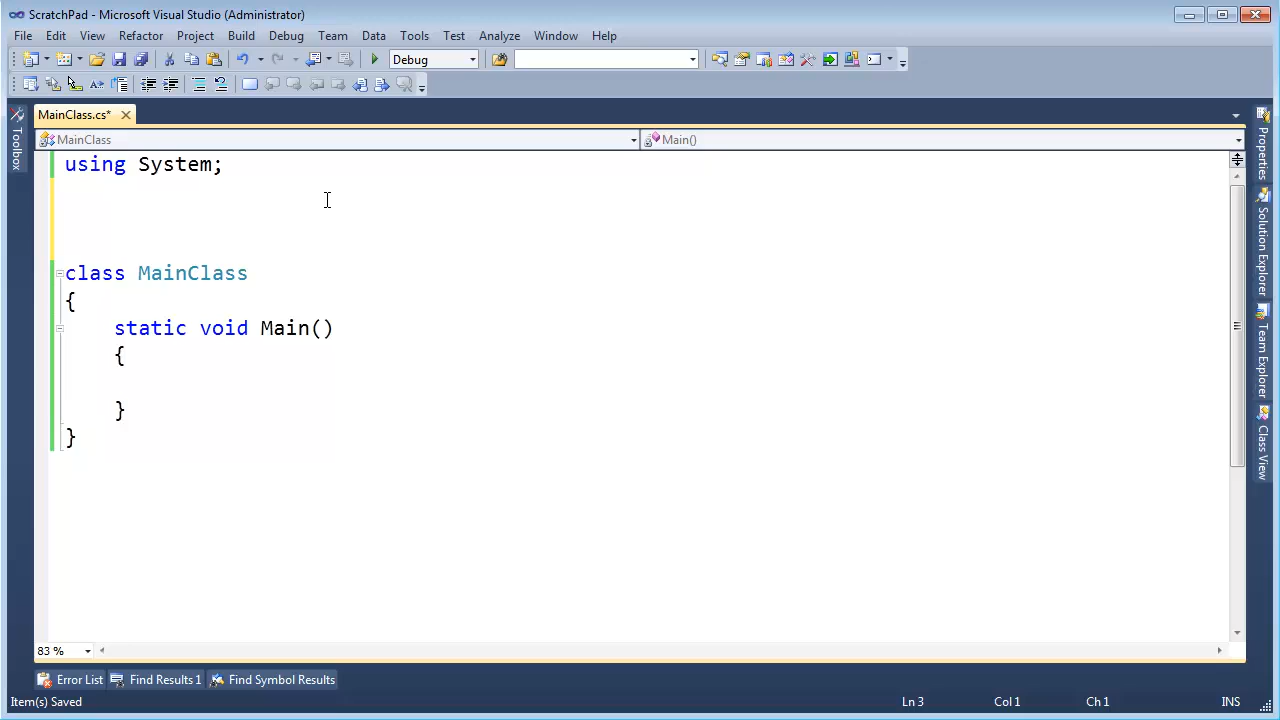 ScratchPad - Microsoft Visual Studio (Administrator)
File Edit View Refactor Project Build Debug Team Data Tools Test Analyze Window Help
Debug
MainClass.cs*
MainClass
Main()
using System;
class MainClass
{
static void Main()
{
}
}
Toolbox
Properties
Solution Explorer
Team Explorer
Class View
83 %
Error List Find Results 1 Find Symbol Results
Item(s) Saved Ln 3 Col 1 Ch 1 INS